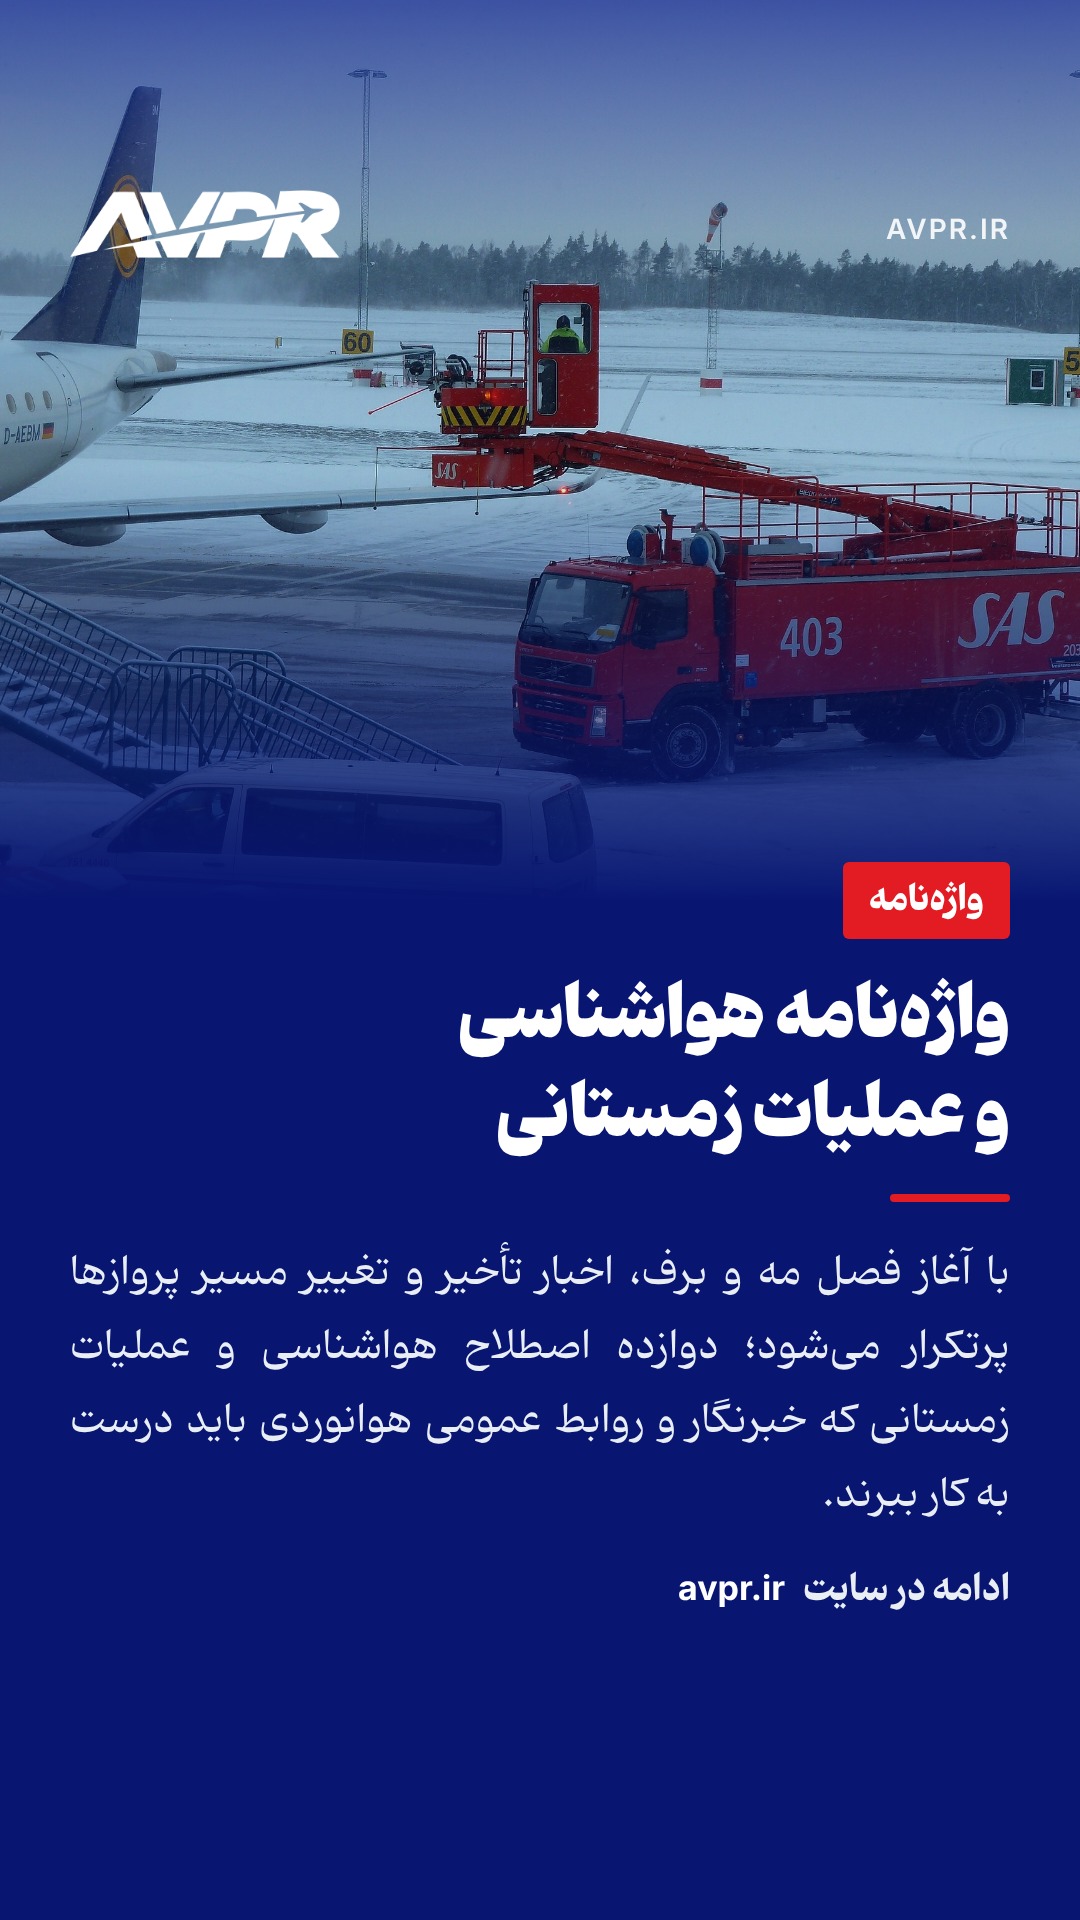 AVPR
AVPR.IR
60
5
D-AEBM
SAS
403
SAS
203
واژه‌نامه
واژه‌نامه هواشناسی
و عملیات زمستانی
با آغاز فصل مه و برف، اخبار تأخیر و تغییر مسیر پروازها
پرتکرار می‌شود؛ دوازده اصطلاح هواشناسی و عملیات
زمستانی که خبرنگار و روابط عمومی هوانوردی باید درست
به کار ببرند.
ادامه در سایت avpr.ir